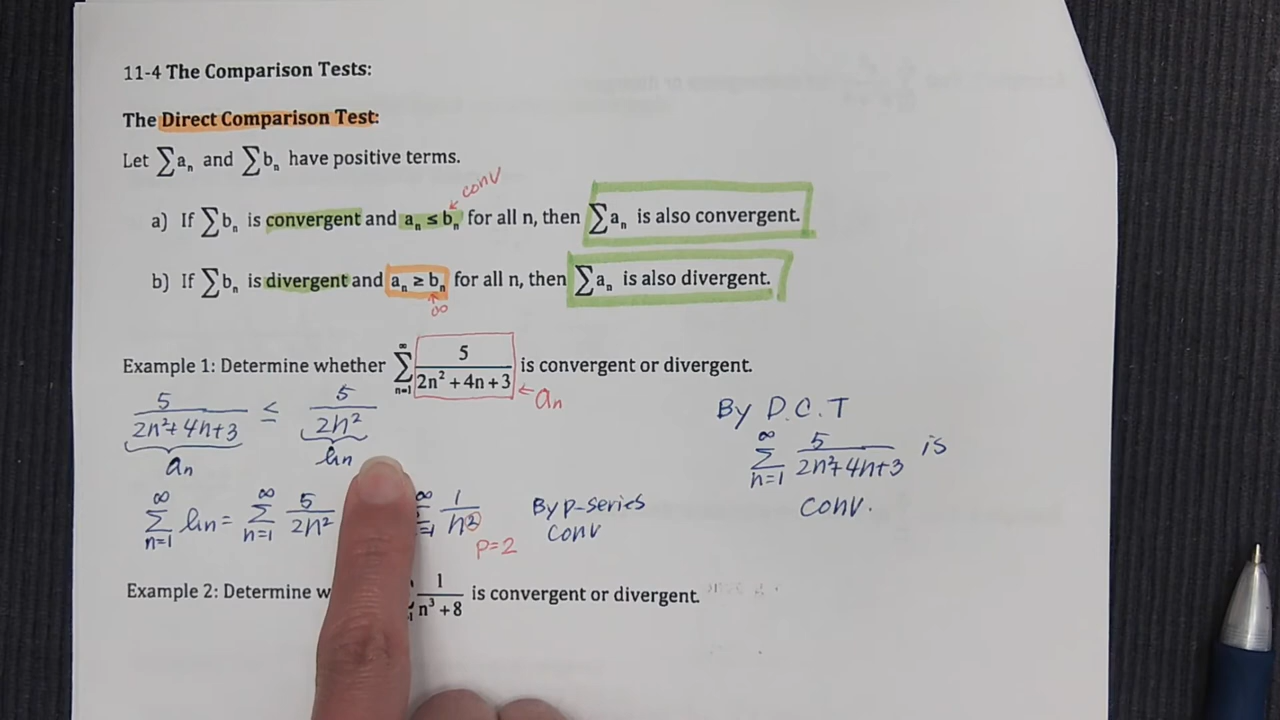 11-4 The Comparison Tests:
The Direct Comparison Test:
Let ∑aₙ and ∑bₙ have positive terms.
conv
a) If ∑bₙ is convergent and aₙ ≤ bₙ for all n, then ∑aₙ is also convergent.
b) If ∑bₙ is divergent and aₙ ≥ bₙ for all n, then ∑aₙ is also divergent.
∞
Example 1: Determine whether ∑_{n=1}^{∞} 5/(2n²+4n+3) is convergent or divergent.
← aₙ
5/(2n²+4n+3) ≤ 5/(2n²)
aₙ bₙ
∑_{n=1}^{∞} bₙ = ∑_{n=1}^{∞} 5/(2n²) ∞ =1 1/n² By p-series
p=2 conv
By D.C.T
∑_{n=1}^{∞} 5/(2n²+4n+3) is
conv.
Example 2: Determine w 1/(n³+8) is convergent or divergent.